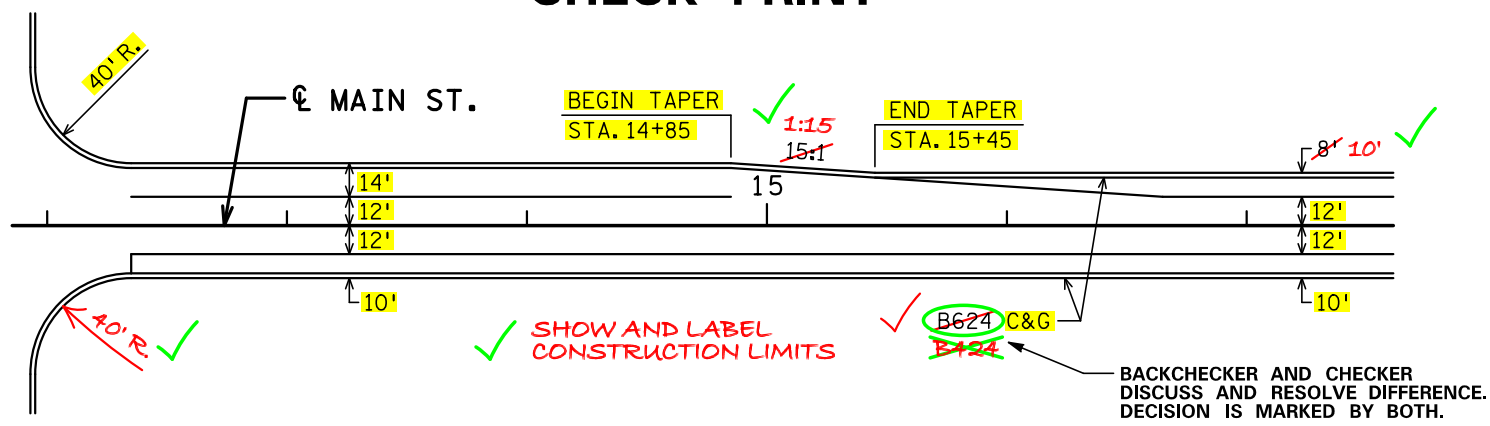 40' R.
℄ MAIN ST.
BEGIN TAPER
STA. 14+85
1:15
15:1
END TAPER
STA. 15+45
8' 10'
14'
15
12'
12'
12'
12'
10'
10'
40' R.
SHOW AND LABEL
CONSTRUCTION LIMITS
B624 C&G
B424
BACKCHECKER AND CHECKER
DISCUSS AND RESOLVE DIFFERENCE.
DECISION IS MARKED BY BOTH.